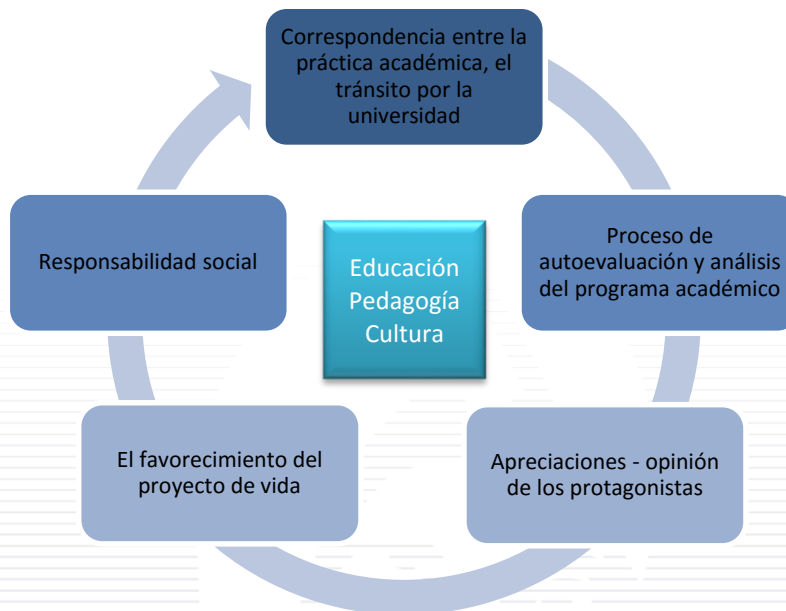 Correspondencia entre la
práctica académica, el
tránsito por la
universidad
Proceso de
autoevaluación y análisis
del programa académico
Apreciaciones - opinión
de los protagonistas
El favorecimiento del
proyecto de vida
Responsabilidad social
Educación
Pedagogía
Cultura